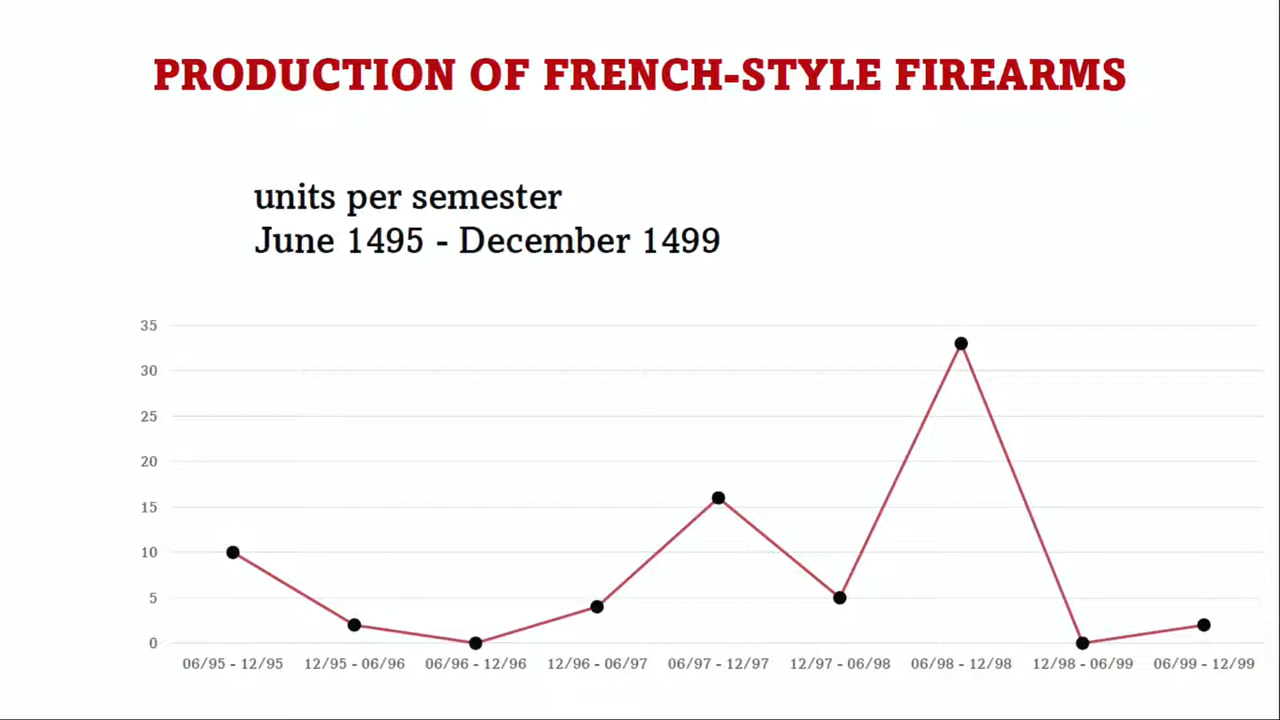 PRODUCTION OF FRENCH-STYLE FIREARMS
units per semester
June 1495 - December 1499
35
30
25
20
15
10
5
0
06/95 - 12/95 12/95 - 06/96 06/96 - 12/96 12/96 - 06/97 06/97 - 12/97 12/97 - 06/98 06/98 - 12/98 12/98 - 06/99 06/99 - 12/99